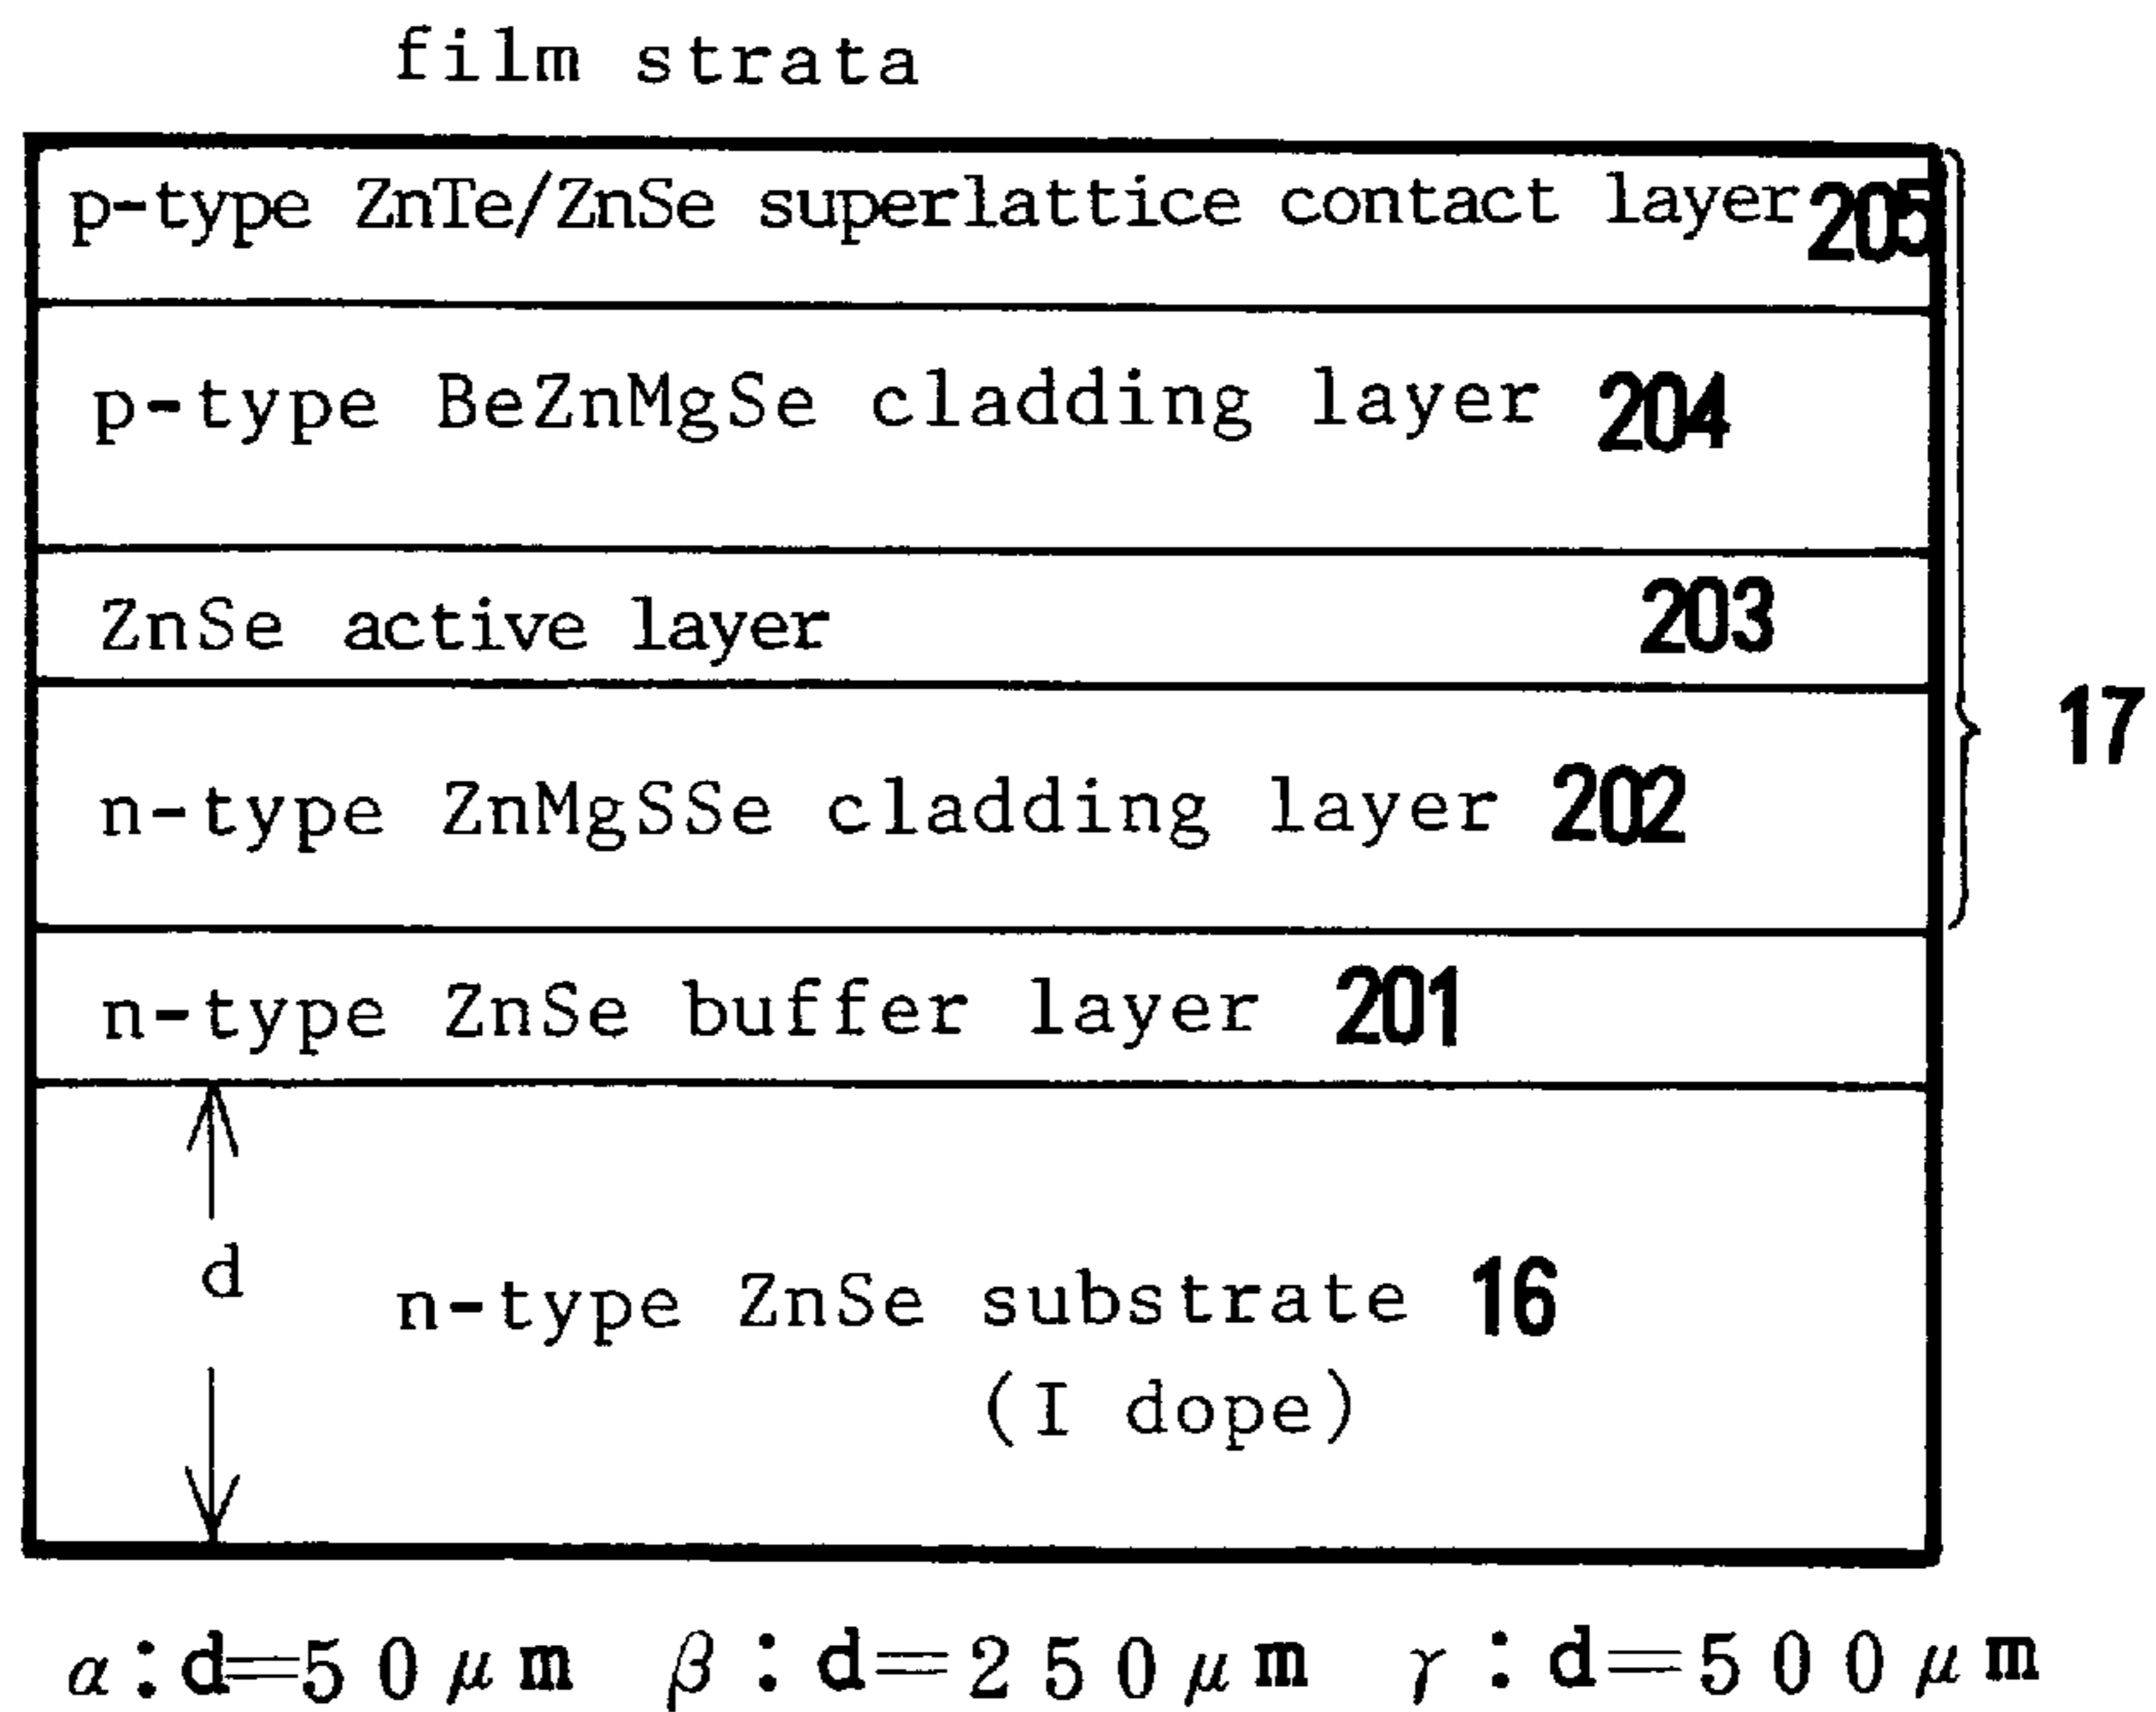 film strata
p-type ZnTe/ZnSe superlattice contact layer 205
p-type BeZnMgSe cladding layer 204
ZnSe active layer 203
17
n-type ZnMgSSe cladding layer 202
n-type ZnSe buffer layer 201
d
n-type ZnSe substrate 16
(I dope)
α:d=50μm β:d=250μm γ:d=500μm